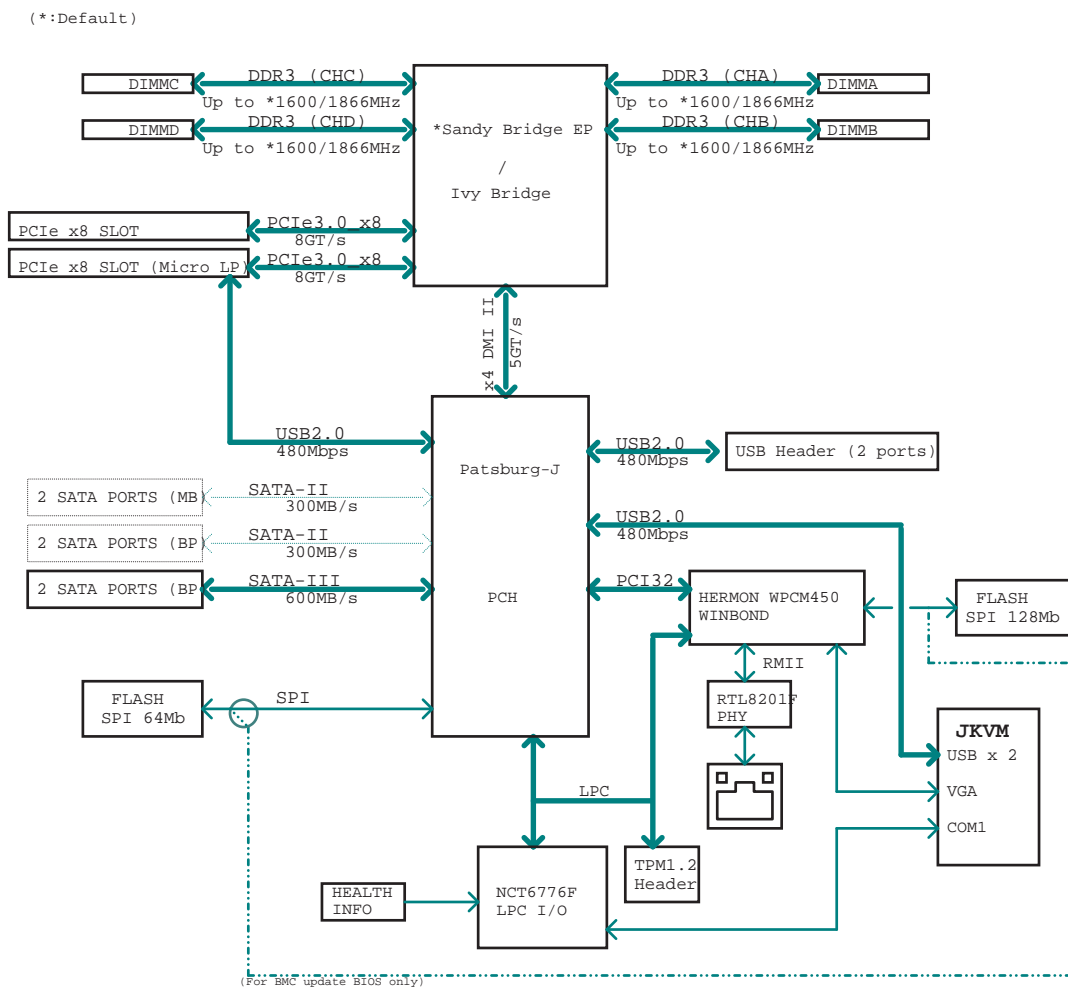 (*:Default)
DIMMC
DDR3 (CHC)
Up to *1600/1866MHz
DIMMD
DDR3 (CHD)
Up to *1600/1866MHz
*Sandy Bridge EP
/
Ivy Bridge
DDR3 (CHA)
DIMMA
Up to *1600/1866MHz
DDR3 (CHB)
DIMMB
Up to *1600/1866MHz
PCIe x8 SLOT
PCIe3.0_x8
8GT/s
PCIe x8 SLOT (Micro LP)
PCIe3.0_x8
8GT/s
x4 DMI II
5GT/s
USB2.0
480Mbps
Patsburg-J
PCH
USB2.0
480Mbps
USB Header (2 ports)
2 SATA PORTS (MB)
SATA-II
300MB/s
2 SATA PORTS (BP)
SATA-II
300MB/s
2 SATA PORTS (BP
SATA-III
600MB/s
USB2.0
480Mbps
PCI32
HERMON WPCM450
WINBOND
FLASH
SPI 128Mb
RMII
RTL8201F
PHY
FLASH
SPI 64Mb
SPI
JKVM
USB x 2
VGA
COM1
LPC
TPM1.2
Header
HEALTH
INFO
NCT6776F
LPC I/O
(For BMC update BIOS only)